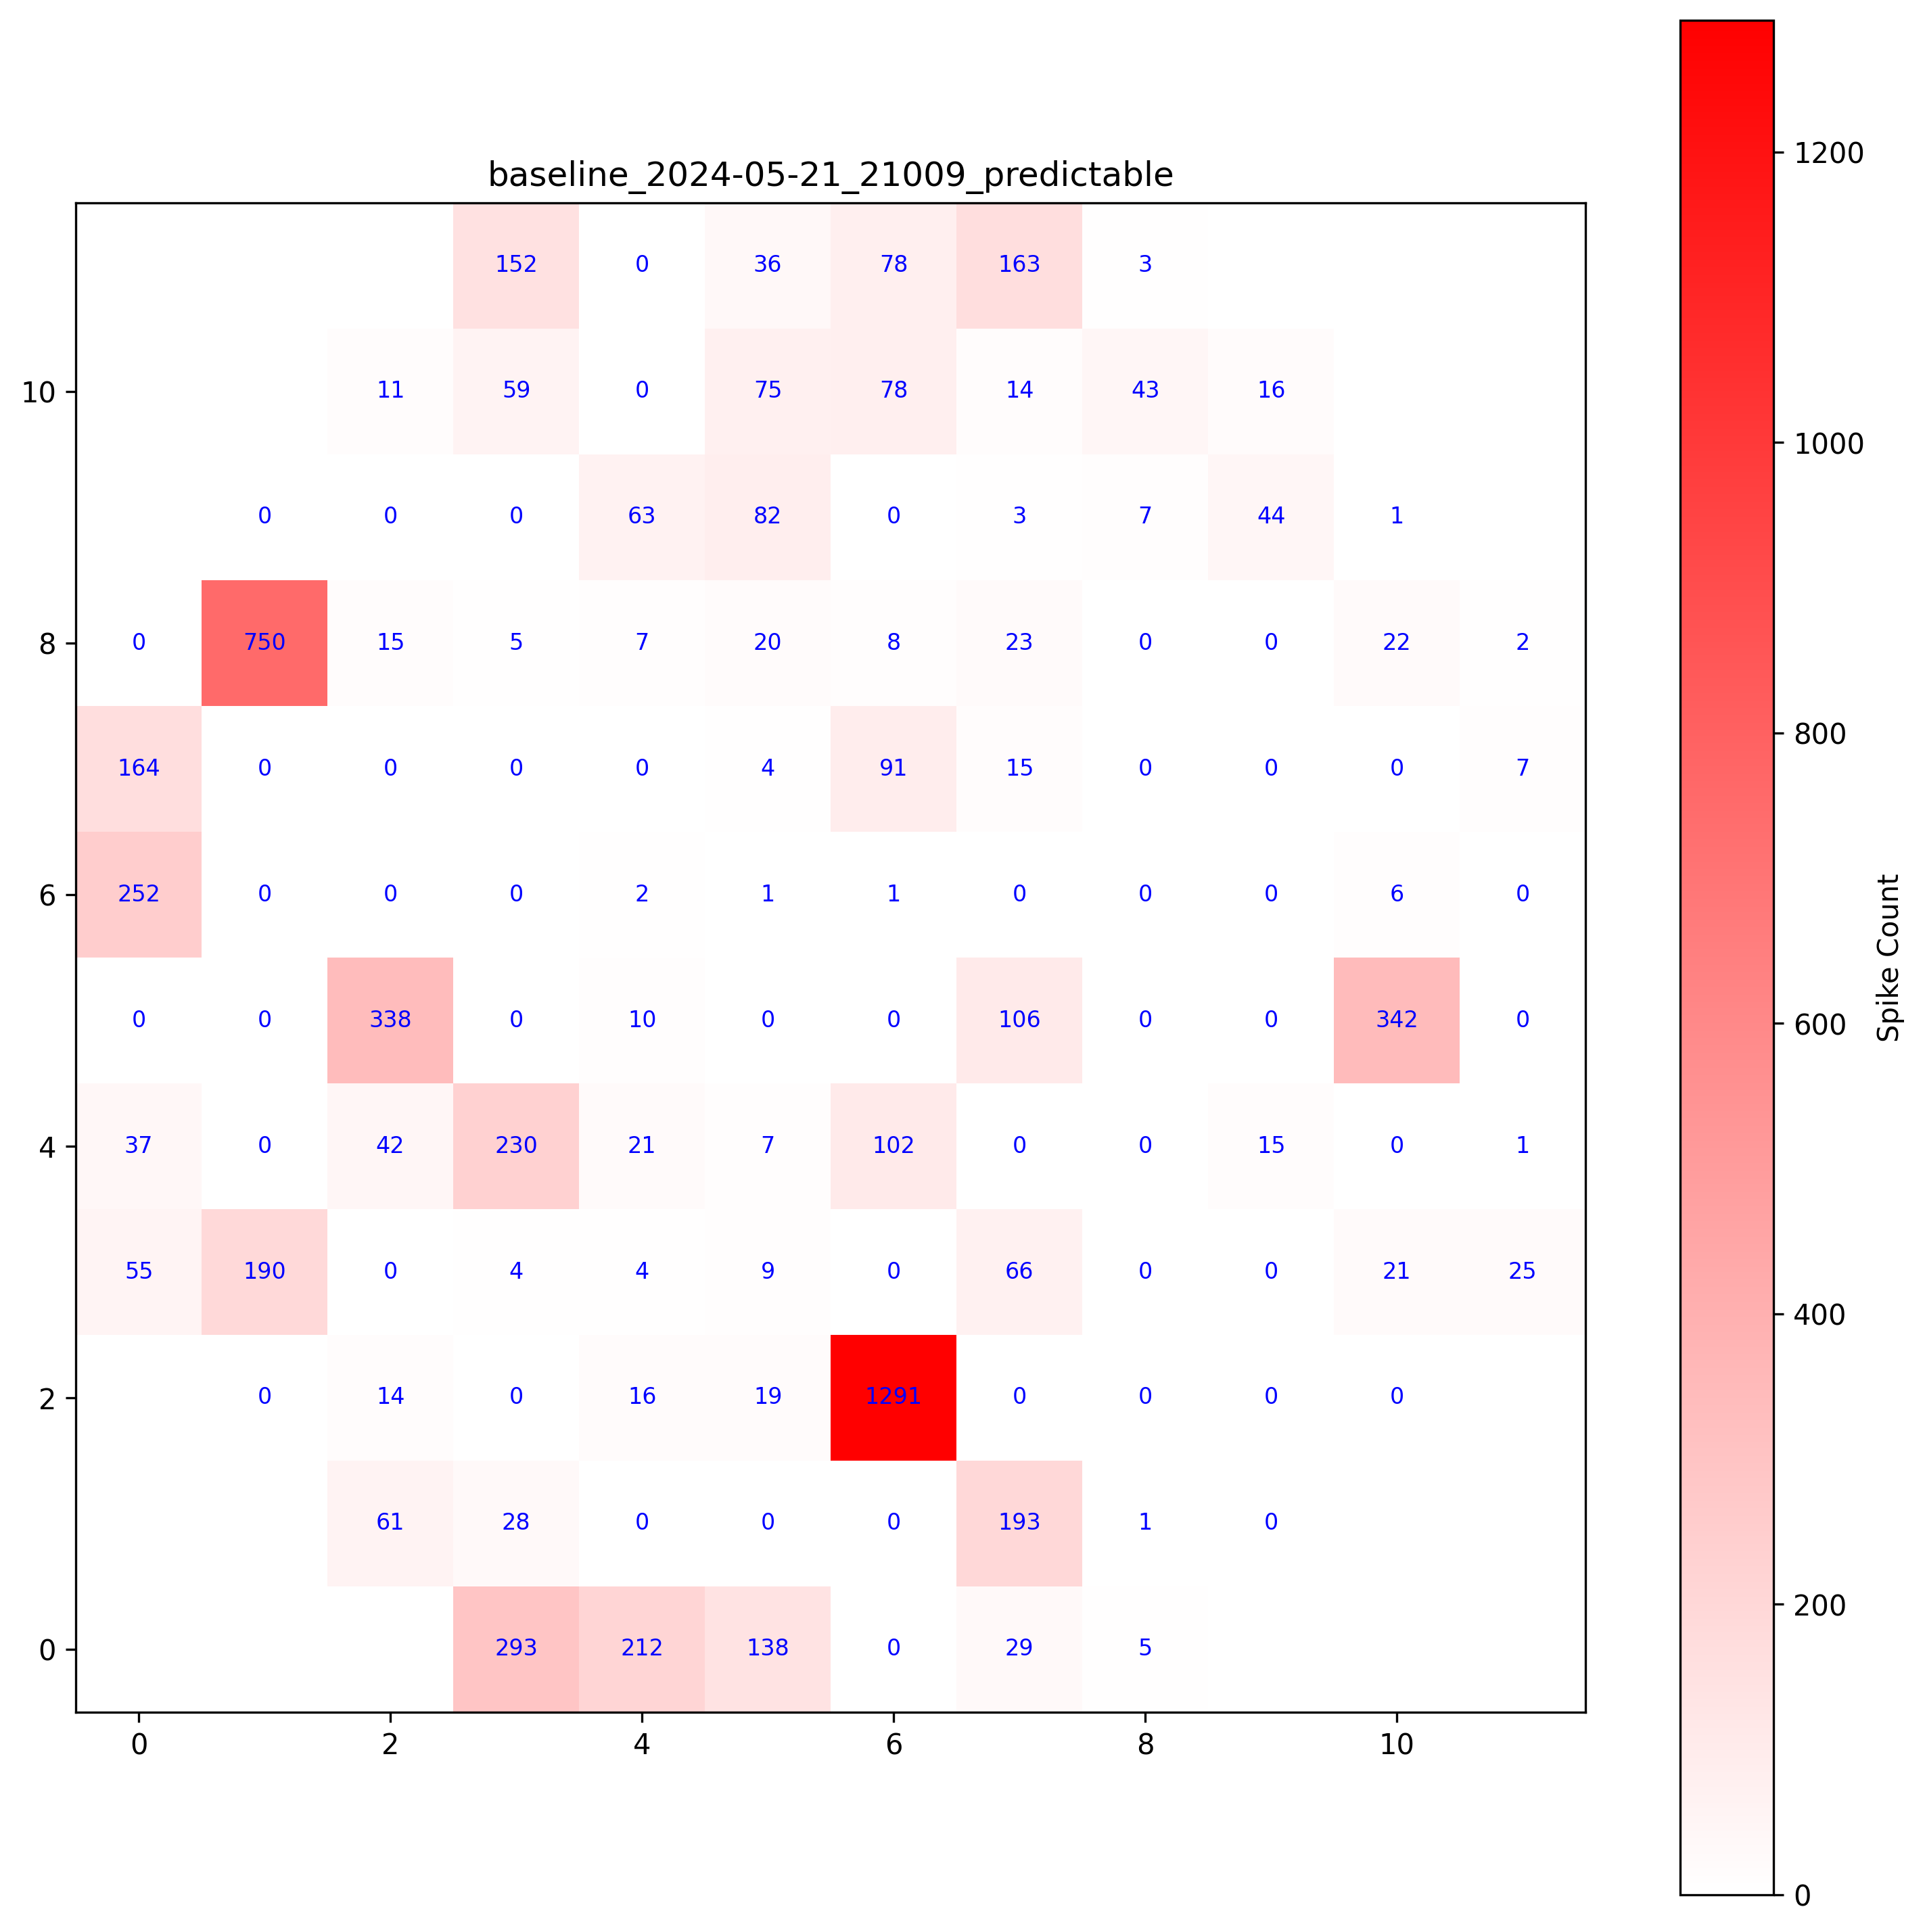 baseline_2024-05-21_21009_predictable
152 0 36 78 163 3
10 11 59 0 75 78 14 43 16
0 0 0 63 82 0 3 7 44 1
8 0 750 15 5 7 20 8 23 0 0 22 2
164 0 0 0 0 4 91 15 0 0 0 7
6 252 0 0 0 2 1 1 0 0 0 6 0
0 0 338 0 10 0 0 106 0 0 342 0
4 37 0 42 230 21 7 102 0 0 15 0 1
55 190 0 4 4 9 0 66 0 0 21 25
2 0 14 0 16 19 1291 0 0 0 0
61 28 0 0 0 193 1 0
0 293 212 138 0 29 5
0 2 4 6 8 10
1200
1000
800
600
400
200
0
Spike Count